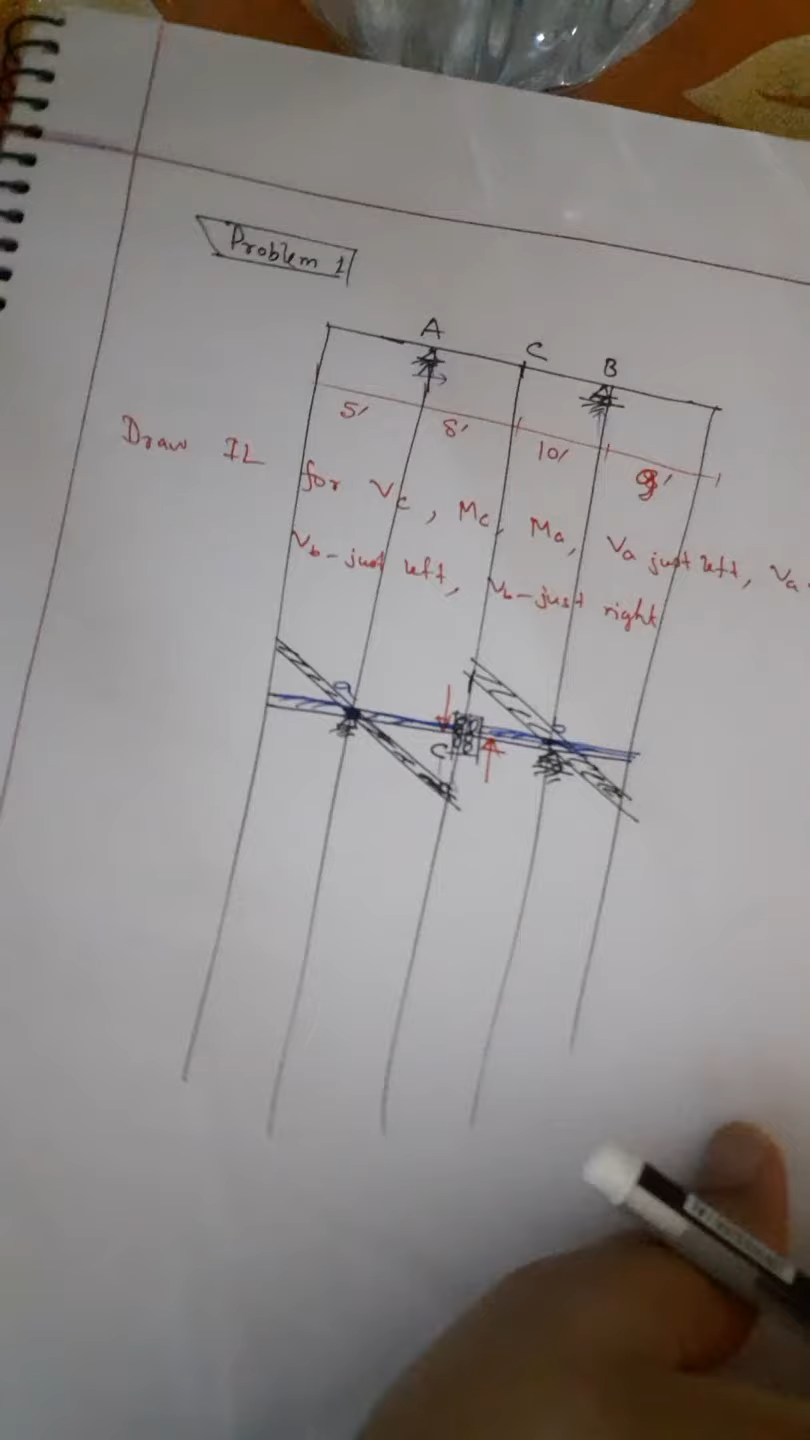 Problem 1
A
C
B
5'
8'
10'
9'
Draw IL for Vc, Mc, Ma, Va just left, Va
Vb-just left, Vb-just right
a
b
C